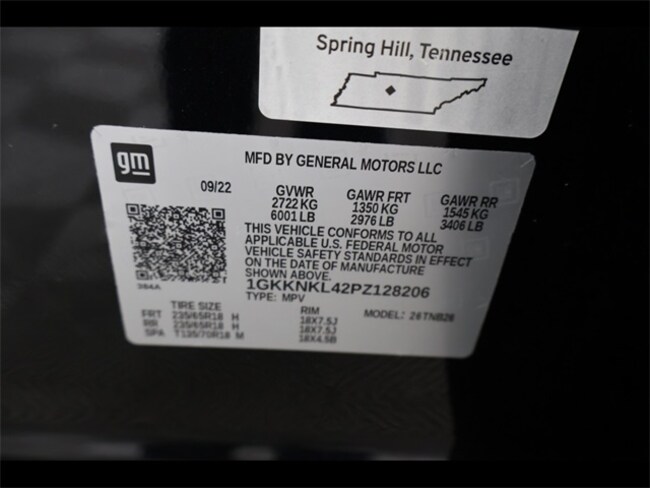 Spring Hill, Tennessee
gm
MFD BY GENERAL MOTORS LLC
09/22
GVWR
2722 KG
6001 LB
GAWR FRT
1350 KG
2976 LB
GAWR RR
1545 KG
3406 LB
THIS VEHICLE CONFORMS TO ALL
APPLICABLE U.S. FEDERAL MOTOR
VEHICLE SAFETY STANDARDS IN EFFECT
ON THE DATE OF MANUFACTURE
SHOWN ABOVE.
384A
1GKKNKL42PZ128206
TYPE: MPV
MODEL: 26TNB26
TIRE SIZE
RIM
FRT 235/65R18 H 18X7.5J
RR 235/65R18 H 18X7.5J
SPA T135/70R18 M 18X4.5B